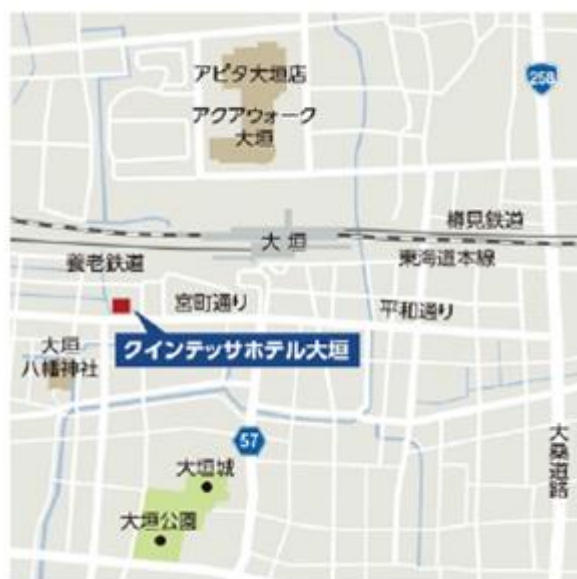 アピタ大垣店
アクアウォーク
大垣
258
樽見鉄道
大垣
東海道本線
養老鉄道
宮町通り
平和通り
クインテッサホテル大垣
大垣
八幡神社
57
大桑道路
大垣城
大垣公園